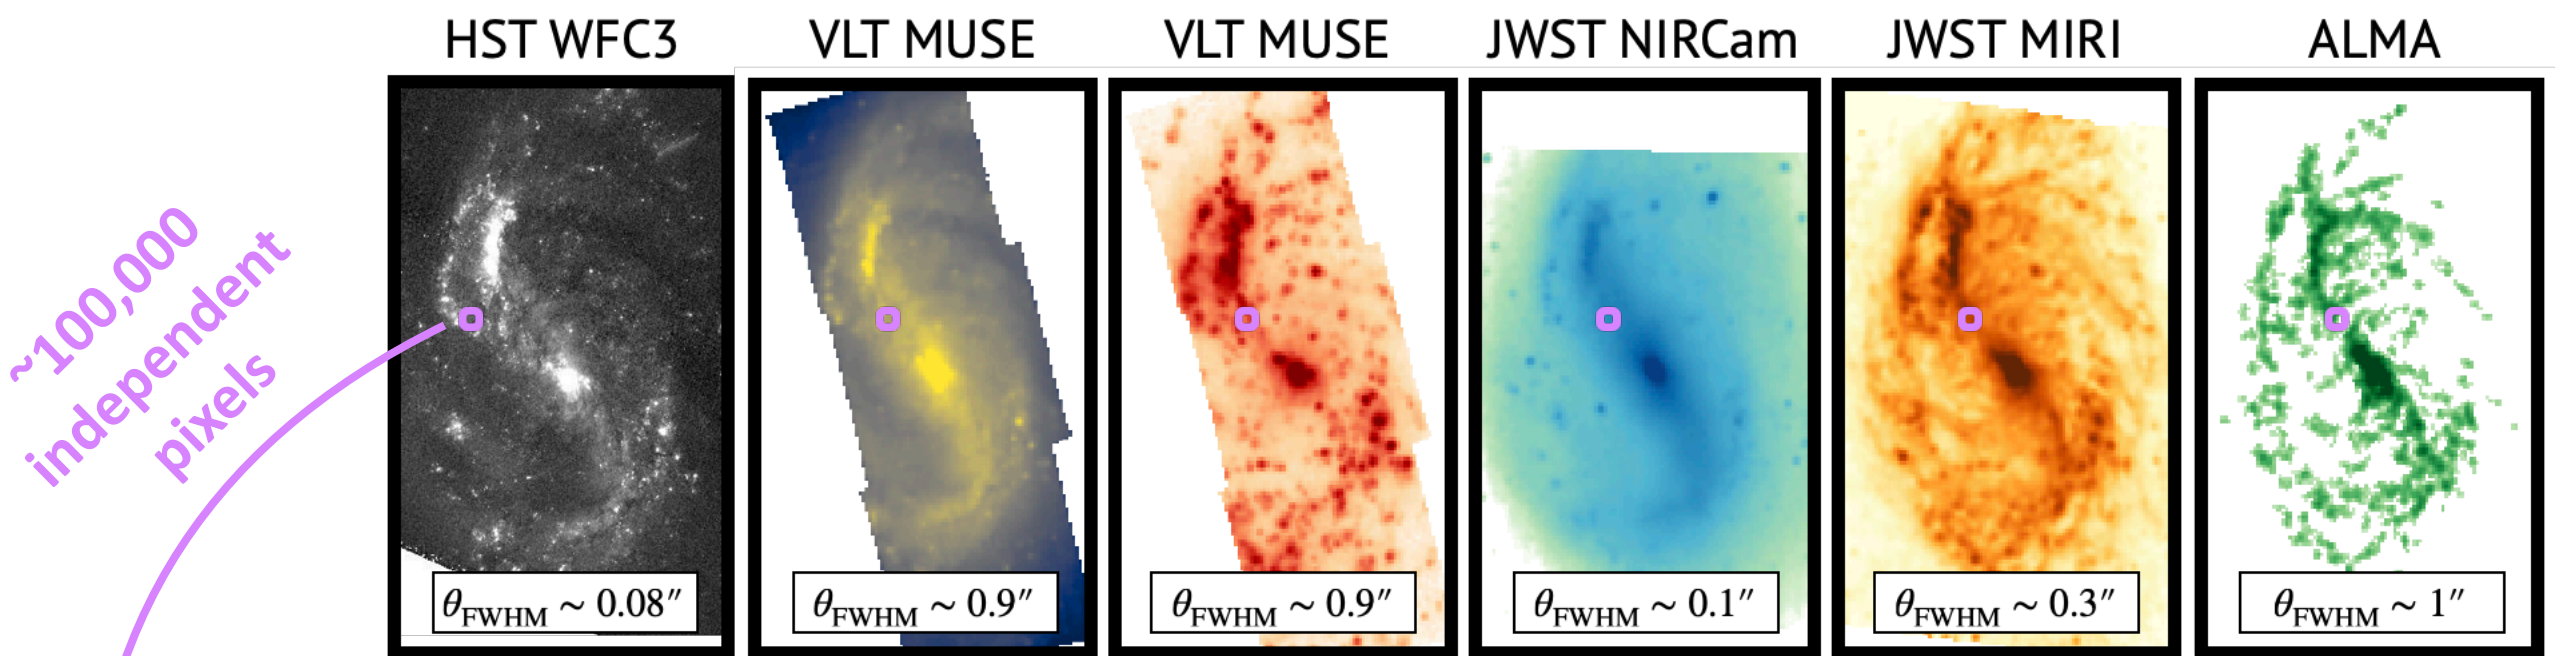 HST WFC3
VLT MUSE
VLT MUSE
JWST NIRCam
JWST MIRI
ALMA
~100,000
independent
pixels
θFWHM ~ 0.08″
θFWHM ~ 0.9″
θFWHM ~ 0.9″
θFWHM ~ 0.1″
θFWHM ~ 0.3″
θFWHM ~ 1″